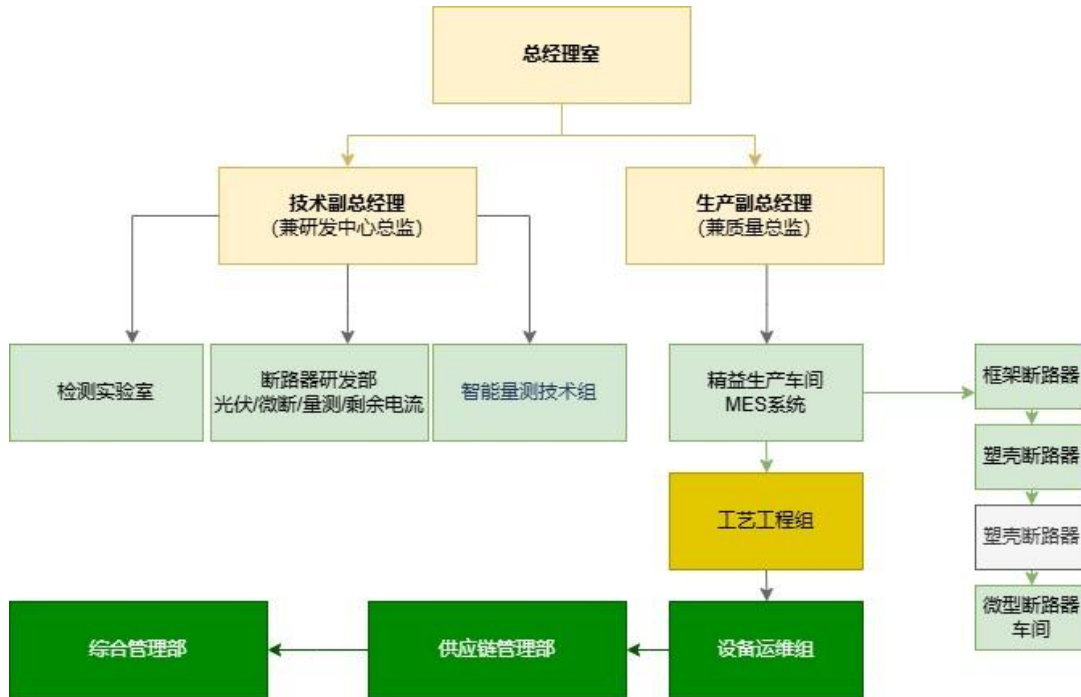 总经理室
技术副总经理
(兼研发中心总监)
生产副总经理
(兼质量总监)
检测实验室
断路器研发部
光伏/微断/量测/剩余电流
智能量测技术组
精益生产车间
MES系统
框架断路器
塑壳断路器
工艺工程组
塑壳断路器
微型断路器
车间
综合管理部
供应链管理部
设备运维组